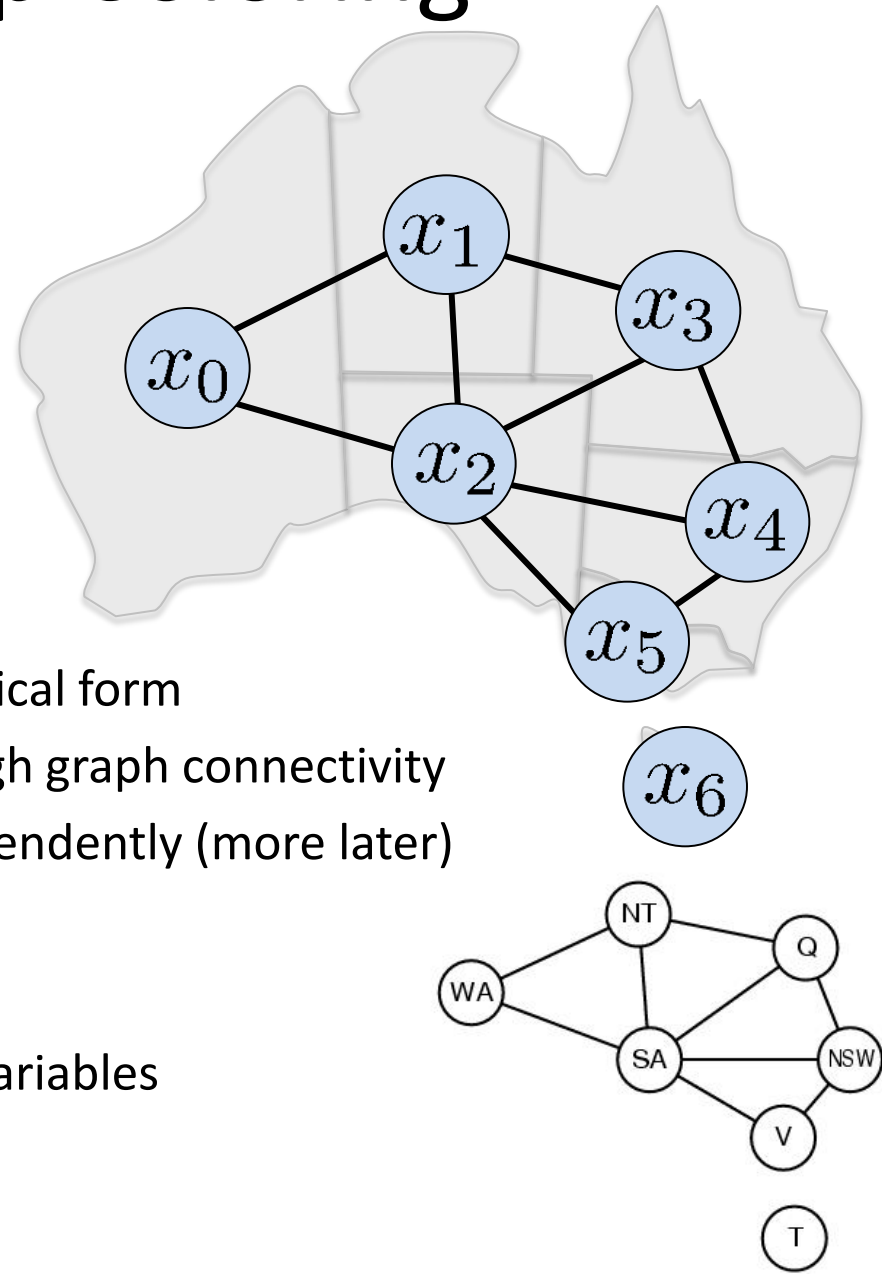 x1
x3
x0
x2
x4
x5
ical form
gh graph connectivity
x6
endently (more later)
NT
Q
WA
SA
NSW
ariables
V
T